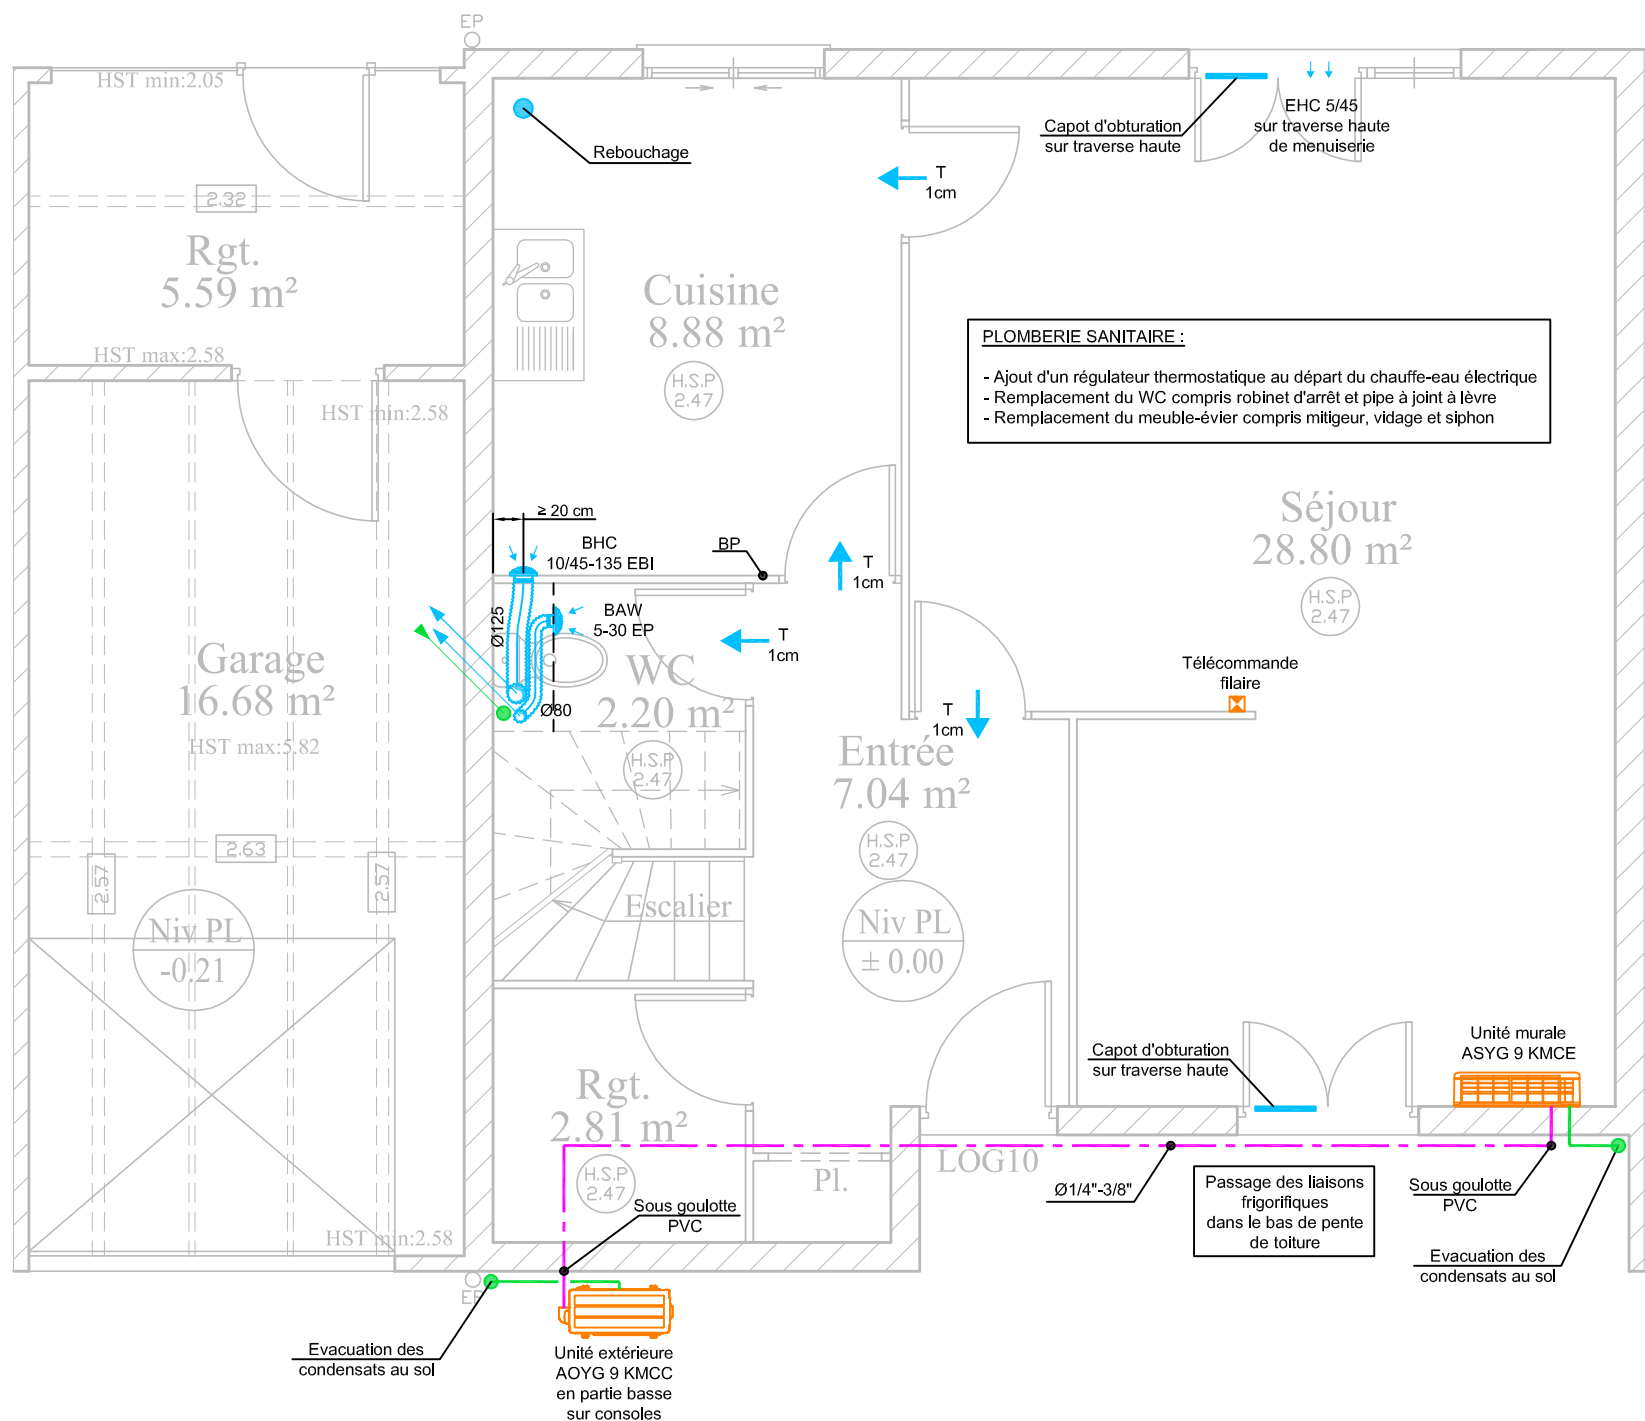 EP
HST min:2.05
Rebouchage
Capot d'obturation
sur traverse haute
EHC 5/45
sur traverse haute
de menuiserie
T
1cm
2.32
Rgt.
5.59 m²
HST max:2.58
Cuisine
8.88 m²
H.S.P
2.47
HST min:2.58
PLOMBERIE SANITAIRE :
- Ajout d'un régulateur thermostatique au départ du chauffe-eau électrique
- Remplacement du WC compris robinet d'arrêt et pipe à joint à lèvre
- Remplacement du meuble-évier compris mitigeur, vidage et siphon
≥ 20 cm
BHC
10/45-135 EBI
BP
T
1cm
Séjour
28.80 m²
H.S.P
2.47
Ø125
BAW
5-30 EP
T
1cm
Garage
16.68 m²
HST max:5.82
WC
2.20 m²
Ø80
H.S.P
2.47
Télécommande
filaire
T
1cm
Entrée
7.04 m²
H.S.P
2.47
2.63
2.57
2.57
Escalier
Niv PL
-0.21
Niv PL
± 0.00
Unité murale
ASYG 9 KMCE
Capot d'obturation
sur traverse haute
Rgt.
2.81 m²
H.S.P
2.47
Pl.
LOG10
Ø1/4"-3/8"
Passage des liaisons
frigorifiques
dans le bas de pente
de toiture
Sous goulotte
PVC
Sous goulotte
PVC
HST min:2.58
Evacuation des
condensats au sol
EP
Evacuation des
condensats au sol
Unité extérieure
AOYG 9 KMCC
en partie basse
sur consoles